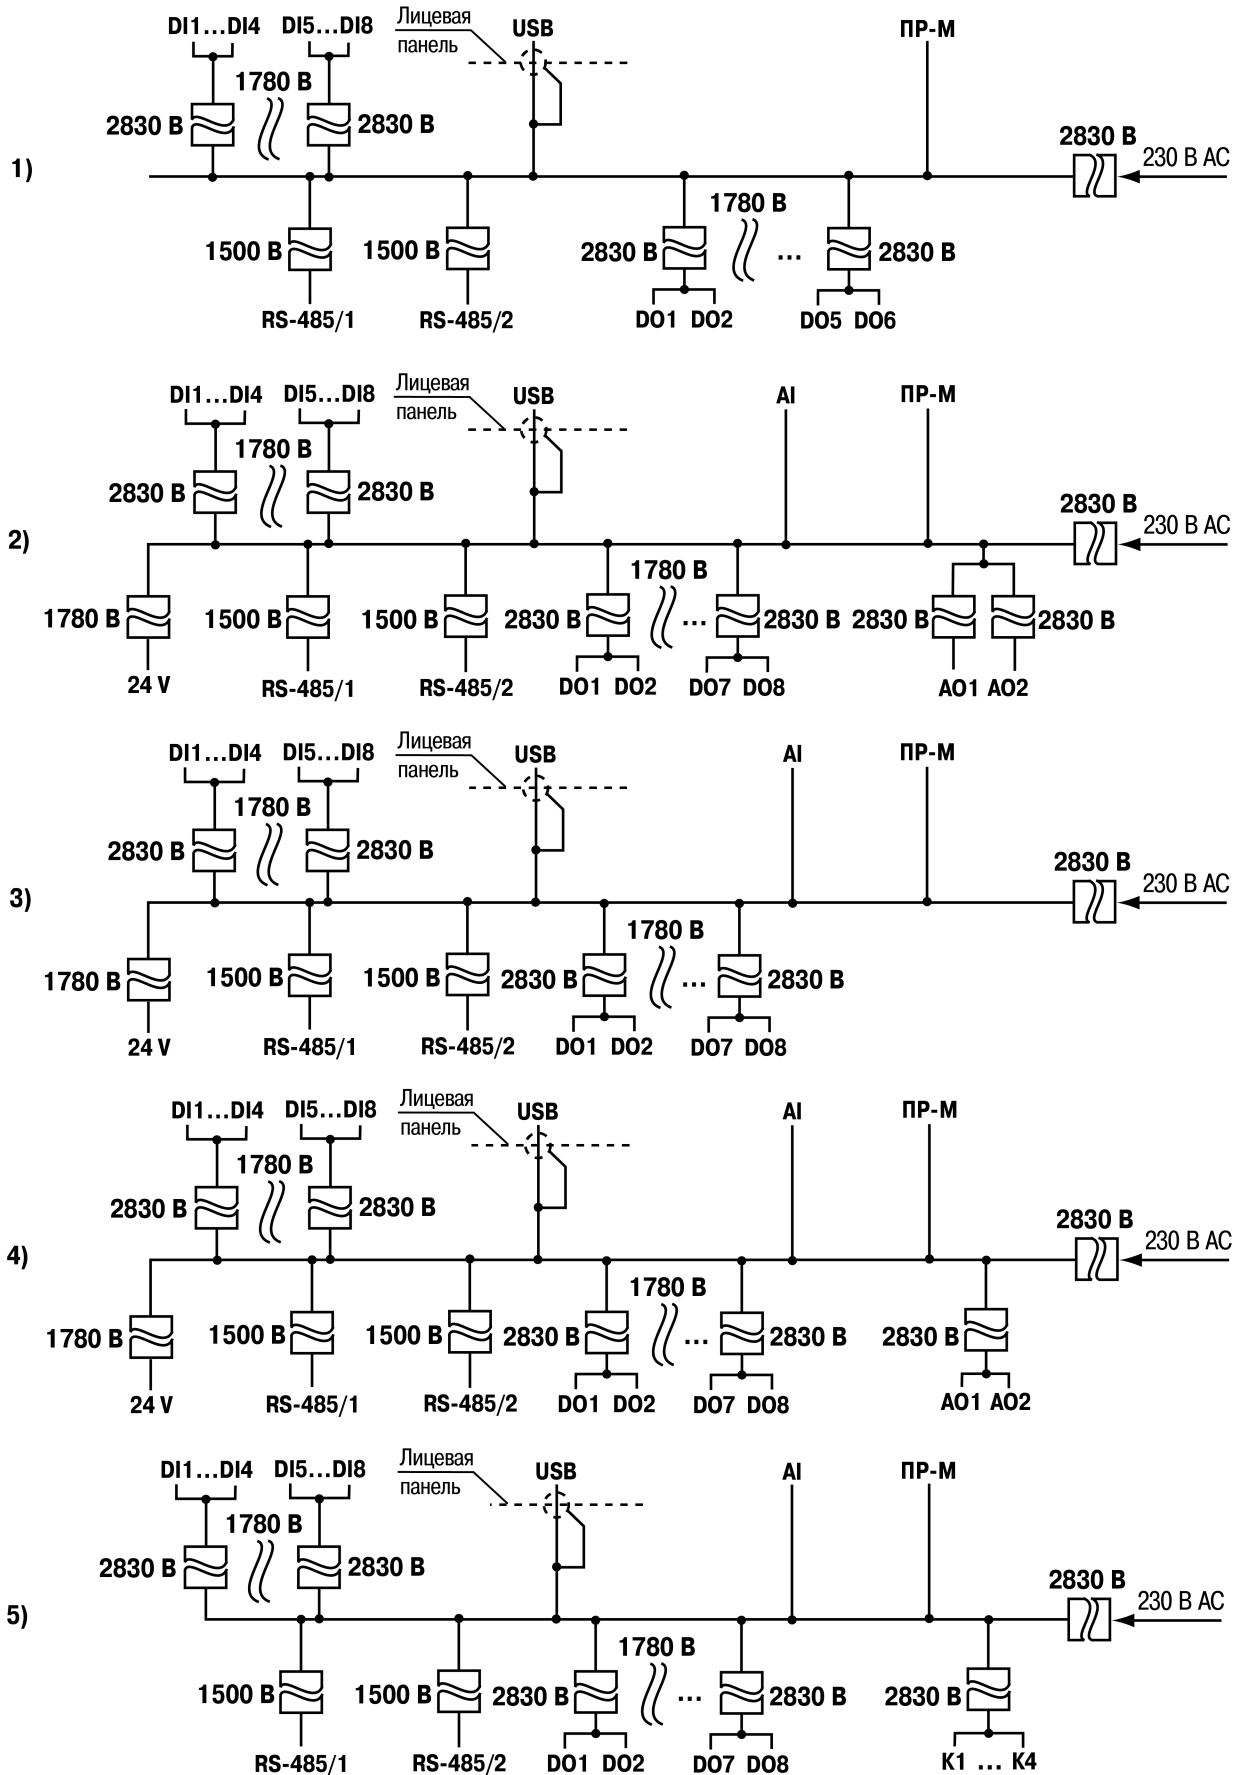 DI1...DI4 DI5...DI8 Лицевая USB ПР-М
панель
1780 В
2830 В 2830 В 2830 В
1) 230 В AC
1780 В
1500 В 1500 В 2830 В ... 2830 В
RS-485/1 RS-485/2 DO1 DO2 DO5 DO6
DI1...DI4 DI5...DI8 Лицевая USB AI ПР-М
панель
1780 В
2830 В 2830 В 2830 В
2) 230 В AC
1780 В
1780 В 1500 В 1500 В 2830 В ... 2830 В 2830 В 2830 В
24 V RS-485/1 RS-485/2 DO1 DO2 DO7 DO8 AO1 AO2
DI1...DI4 DI5...DI8 Лицевая USB AI ПР-М
панель
1780 В
2830 В 2830 В 2830 В
3) 230 В AC
1780 В
1780 В 1500 В 1500 В 2830 В ... 2830 В
24 V RS-485/1 RS-485/2 DO1 DO2 DO7 DO8
DI1...DI4 DI5...DI8 Лицевая USB AI ПР-М
панель
1780 В
2830 В 2830 В 2830 В
4) 230 В AC
1780 В
1780 В 1500 В 1500 В 2830 В ... 2830 В 2830 В
24 V RS-485/1 RS-485/2 DO1 DO2 DO7 DO8 AO1 AO2
DI1...DI4 DI5...DI8 Лицевая USB AI ПР-М
панель
1780 В
2830 В 2830 В 2830 В
5) 230 В AC
1780 В
1500 В 1500 В 2830 В ... 2830 В 2830 В
RS-485/1 RS-485/2 DO1 DO2 DO7 DO8 K1 ... K4